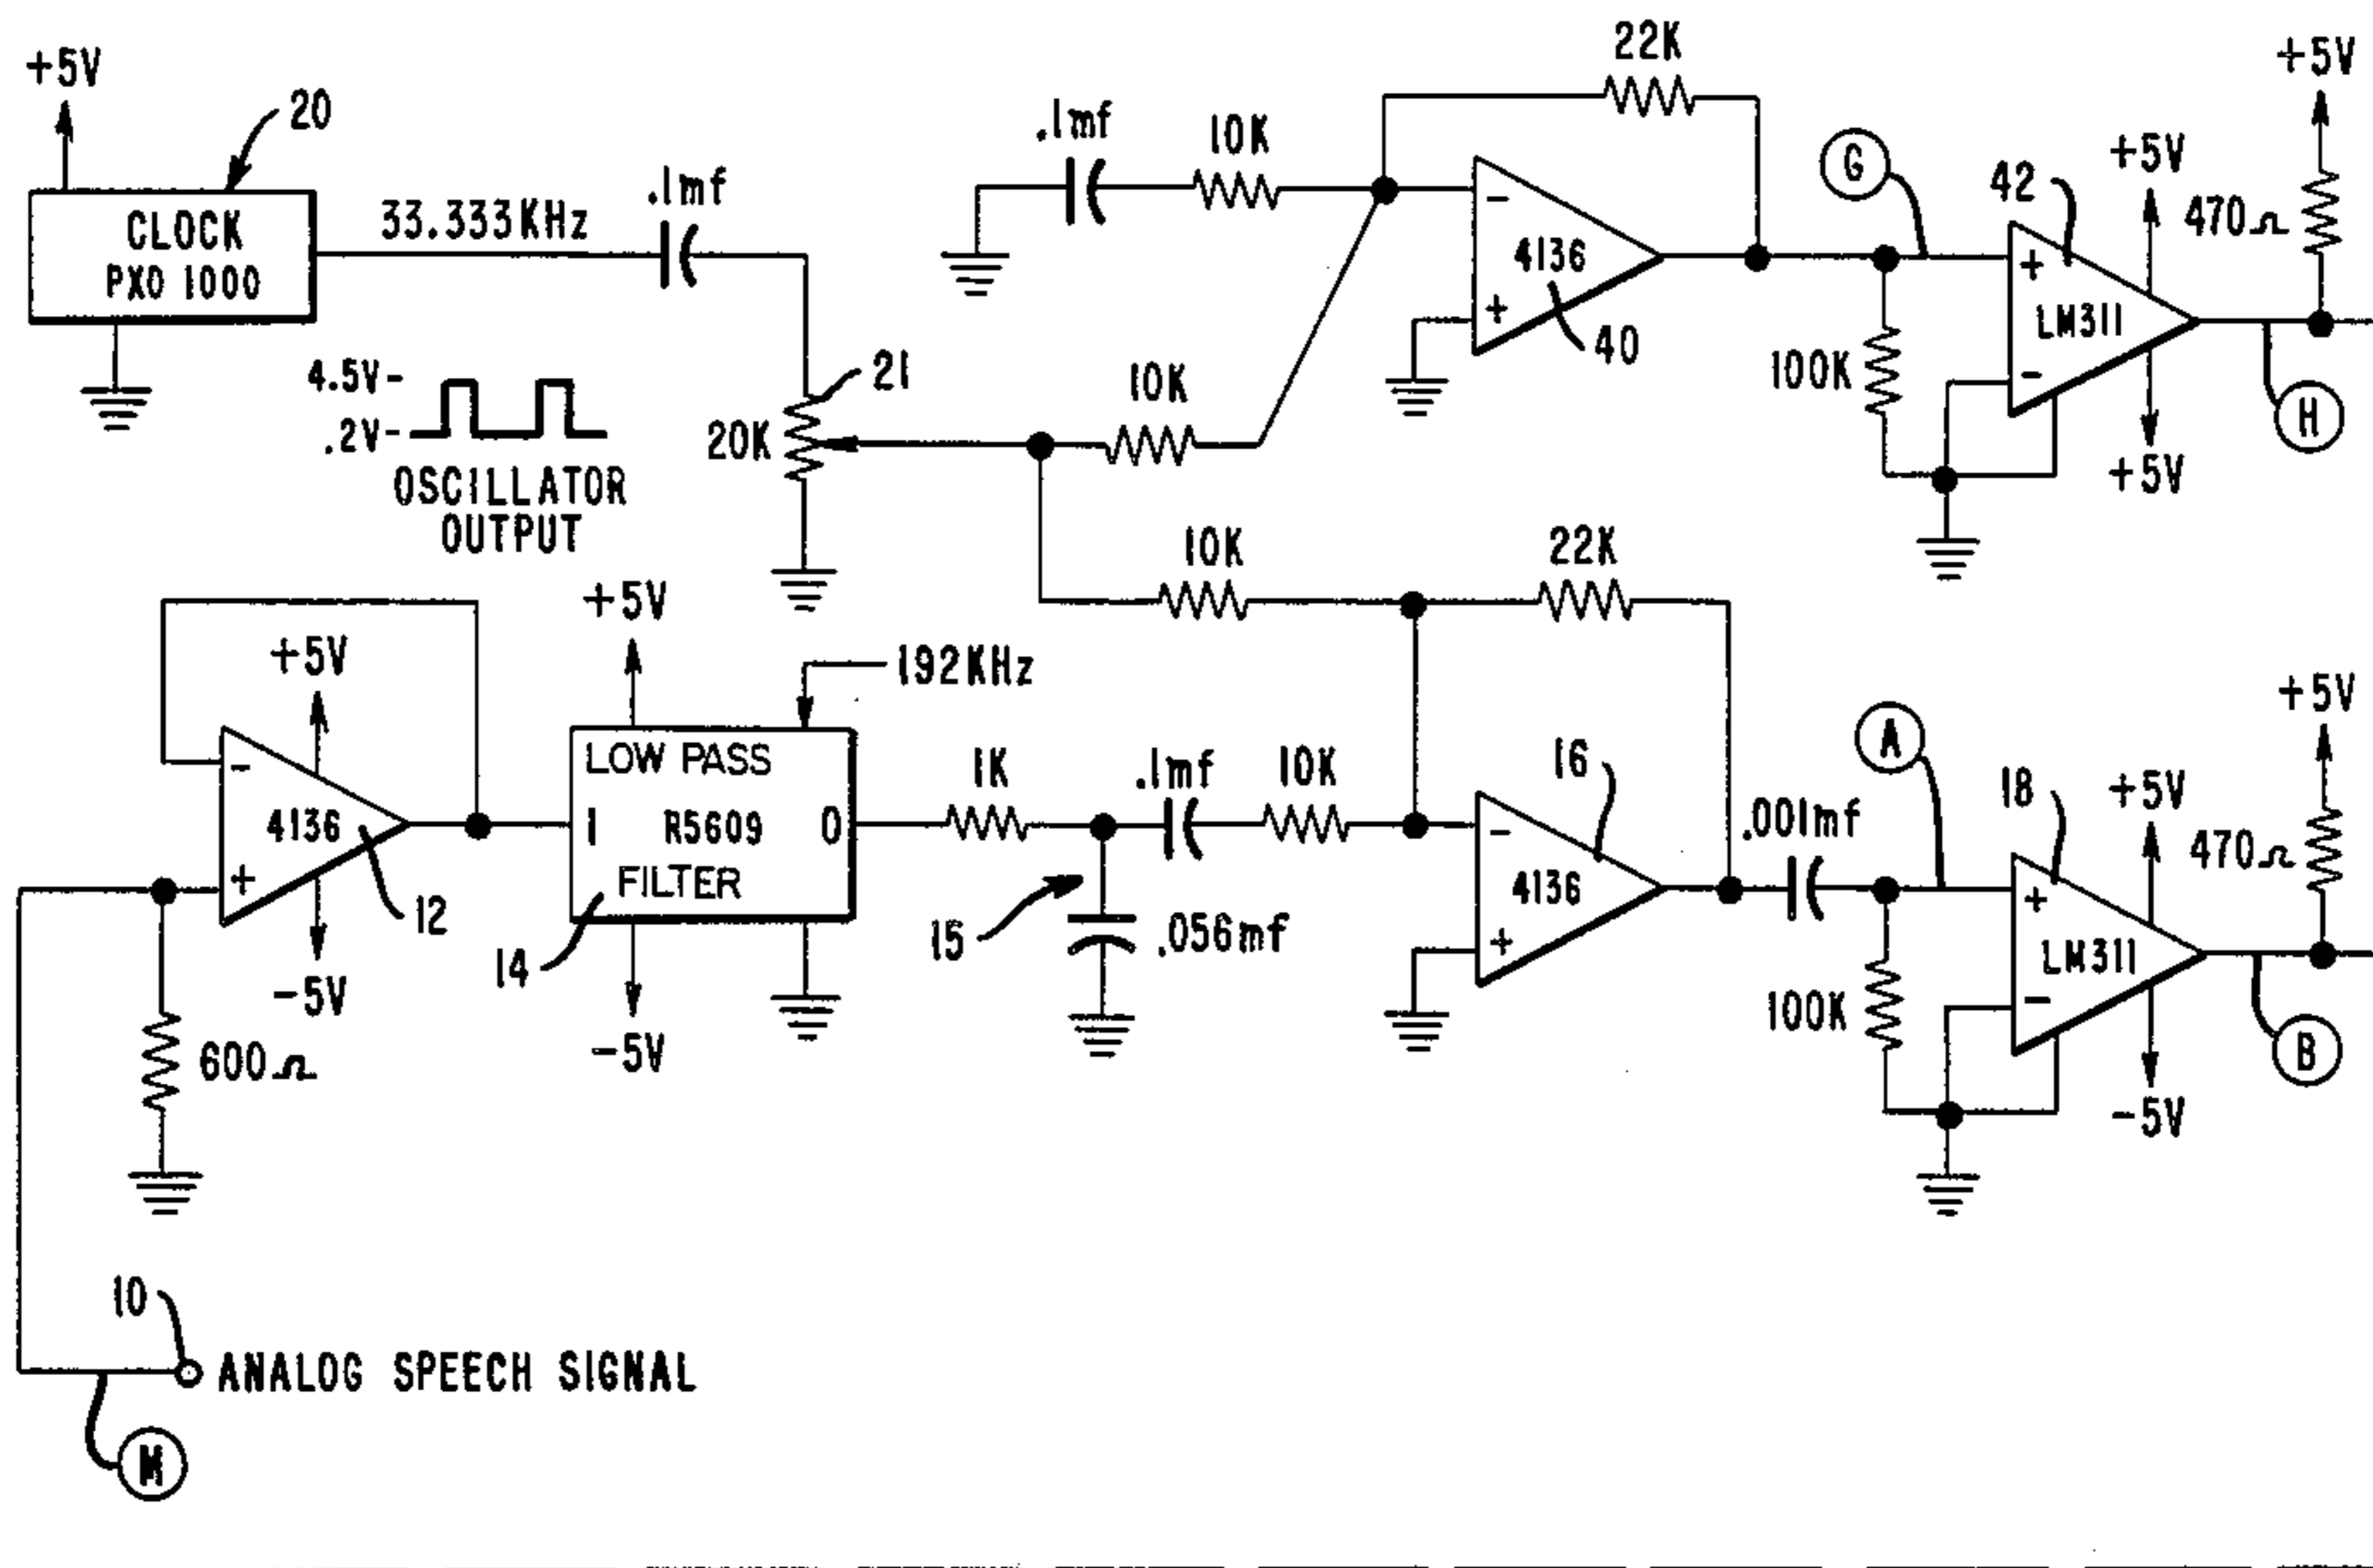 +5V
20
CLOCK
PXO 1000
33.333KHz
.1mf
4.5V-
.2V-
OSCILLATOR
OUTPUT
21
20K
.1mf
10K
22K
-
4136
+
40
10K
G
42
+5V
+5V
470Ω
+
LM311
-
100K
+5V
H
10K
22K
+5V
192KHz
+5V
-
4136
+
12
-5V
600Ω
LOW PASS
I
R5609
O
FILTER
14
-5V
1K
.1mf
10K
15
.056mf
16
-
4136
+
A
.001mf
18
+5V
+5V
470Ω
+
LM311
-
100K
-5V
B
10
ANALOG SPEECH SIGNAL
M